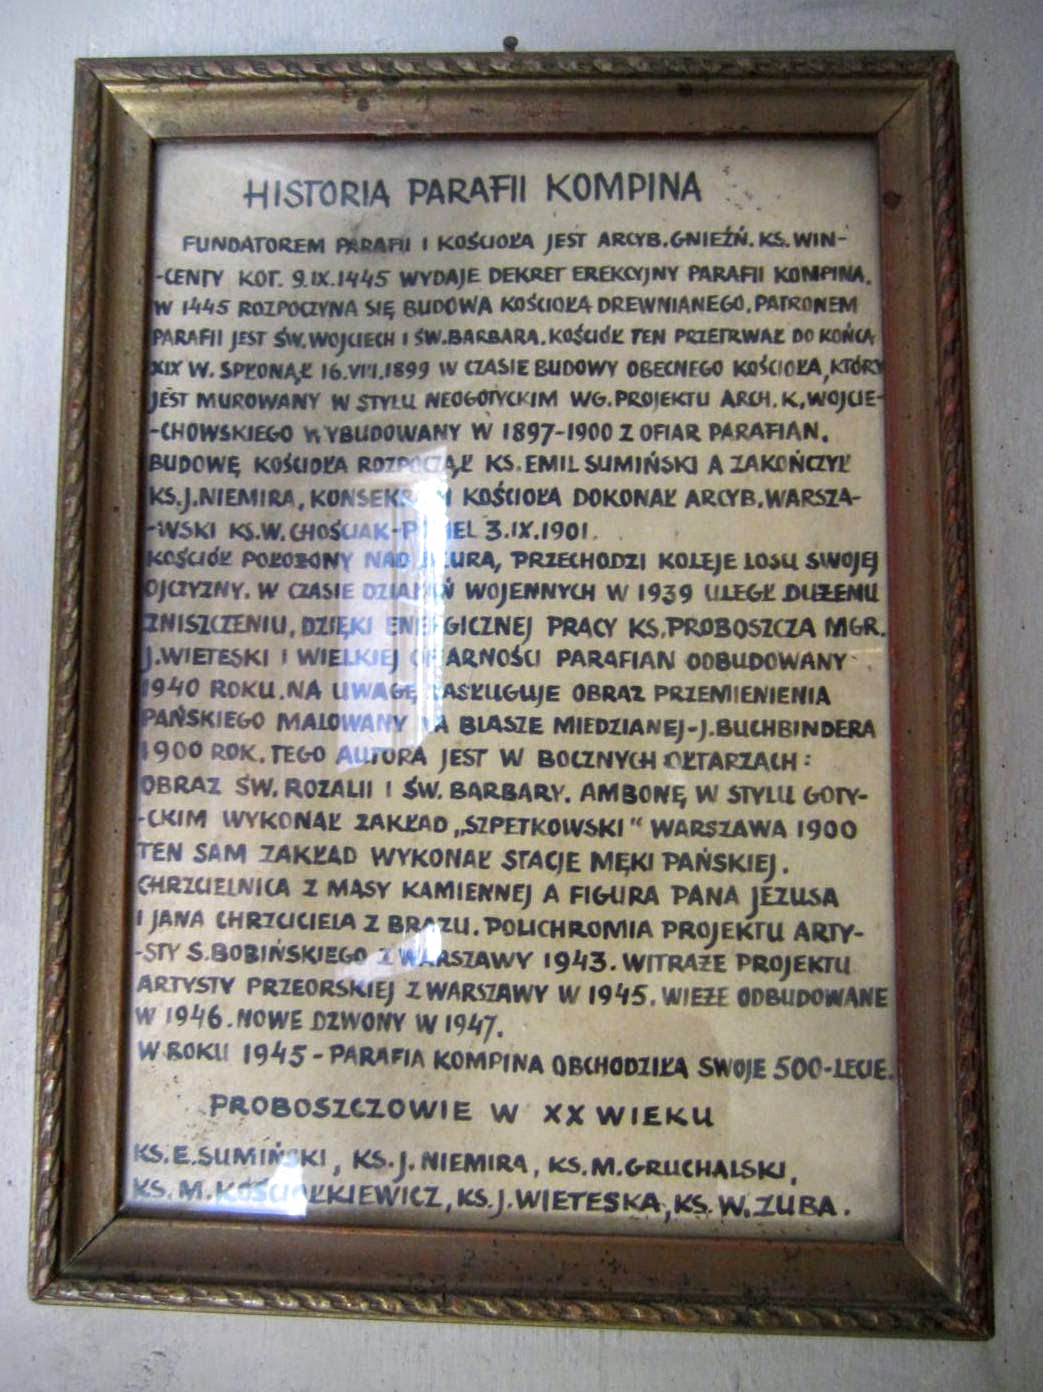 HISTORIA PARAFII KOMPINA
FUNDATOREM PARAFII I KOŚCIOŁA JEST ARCYB.GNIEŹŃ.KS.WIN-
-CENTY KOT. 9.IX.1445 WYDAJE DEKRET EREKCYJNY PARAFII KOMPINA.
W 1445 ROZPOCZYNA SIĘ BUDOWA KOŚCIOŁA DREWNIANEGO.PATRONEM
PARAFII JEST ŚW.WOJCIECH I ŚW.BARBARA.KOŚCIÓŁ TEN PRZETRWAŁ DO KOŃCA
XIX W. SPŁONĄŁ 16.VII.1899 W CZASIE BUDOWY OBECNEGO KOŚCIOŁA,KTÓRY
JEST MUROWANY W STYLU NEOGOTYCKIM WG.PROJEKTU ARCH.K.WOJCIE-
-CHOWSKIEGO WYBUDOWANY W 1897-1900 Z OFIAR PARAFIAN.
BUDOWĘ KOŚCIOŁA ROZPOCZĄŁ KS.EMIL SUMIŃSKI A ZAKOŃCZYŁ
KS.J.NIEMIRA, KOŚCIOŁA DOKONAŁ ARCYB.WARSZA-
-WSKI KS.W.CHOŚCIAK- 3.IX.1901.
KOŚCIÓŁ POŁOŻONY NAD PRZECHODZI KOLEJE LOSU SWOJEJ
OJCZYZNY. W CZASIE DZIAŁAŃ WOJENNYCH W 1939 ULEGŁ DUŻEMU
ZNISZCZENIU, DZIĘKI ENERGICZNEJ PRACY KS.PROBOSZCZA MGR.
J.WIETESKI I WIELKIEJ OFIARNOŚCI PARAFIAN ODBUDOWANY
1940 ROKU.NA UWAGĘ ZASŁUGUJE OBRAZ PRZEMIENIENIA
PAŃSKIEGO MALOWANY NA BLASZE MIEDZIANEJ-J.BUCHBINDERA
1900 ROK. TEGO AUTORA JEST W BOCZNYCH OŁTARZACH:
OBRAZ ŚW. ROZALII I ŚW. BARBARY. AMBONĘ W STYLU GOTY-
-CKIM WYKONAŁ ZAKŁAD „SZPETKOWSKI" WARSZAWA 1900
TEN SAM ZAKŁAD WYKONAŁ STACJE MĘKI PAŃSKIEJ.
CHRZCIELNICA Z MASY KAMIENNEJ A FIGURA PANA JEZUSA
I JANA CHRZCICIELA Z BRAZU.POLICHROMIA PROJEKTU ARTY-
-STY S.BOBIŃSKIEGO Z WARSZAWY 1943.WITRAŻE PROJEKTU
ARTYSTY PRZEORSKIEJ Z WARSZAWY W 1945.WIEŻE ODBUDOWANE
W 1946.NOWE DZWONY W 1947.
W ROKU 1945 - PARAFIA KOMPINA OBCHODZIŁA SWOJE 500-LECIE.
PROBOSZCZOWIE W XX WIEKU
KS.E.SUMIŃSKI, KS.J.NIEMIRA, KS.M.GRUCHALSKI,
KS.M.KOŚCIOŁKIEWICZ, KS.J.WIETESKA, KS.W.ZUBA.